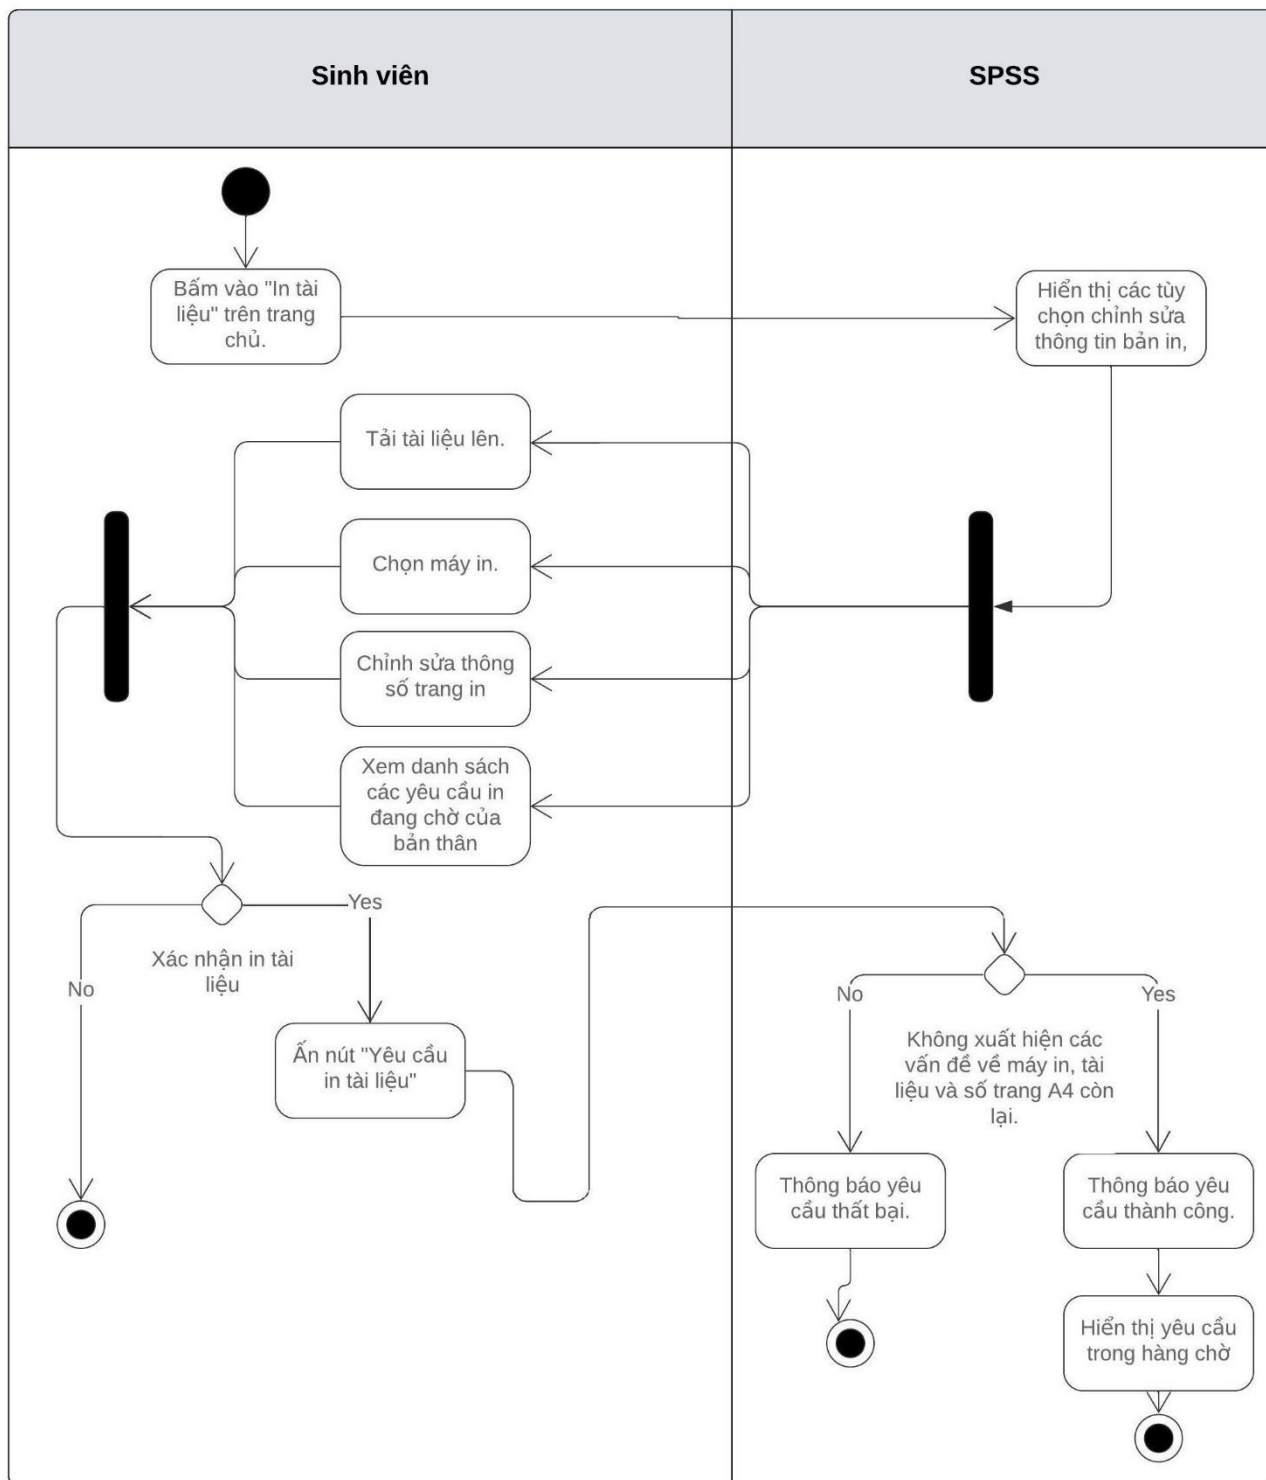 Sinh viên
SPSS
Bấm vào "In tài
liệu" trên trang
chủ.
Hiển thị các tùy
chọn chỉnh sửa
thông tin bản in,
Tải tài liệu lên.
Chọn máy in.
Chỉnh sửa thông
số trang in
Xem danh sách
các yêu cầu in
đang chờ của
bản thân
Yes
Xác nhận in tài
liệu
No
Ấn nút "Yêu cầu
in tài liệu"
No
Yes
Không xuất hiện các
vấn đề về máy in, tài
liệu và số trang A4 còn
lại.
Thông báo yêu
cầu thất bại.
Thông báo yêu
cầu thành công.
Hiển thị yêu cầu
trong hàng chờ